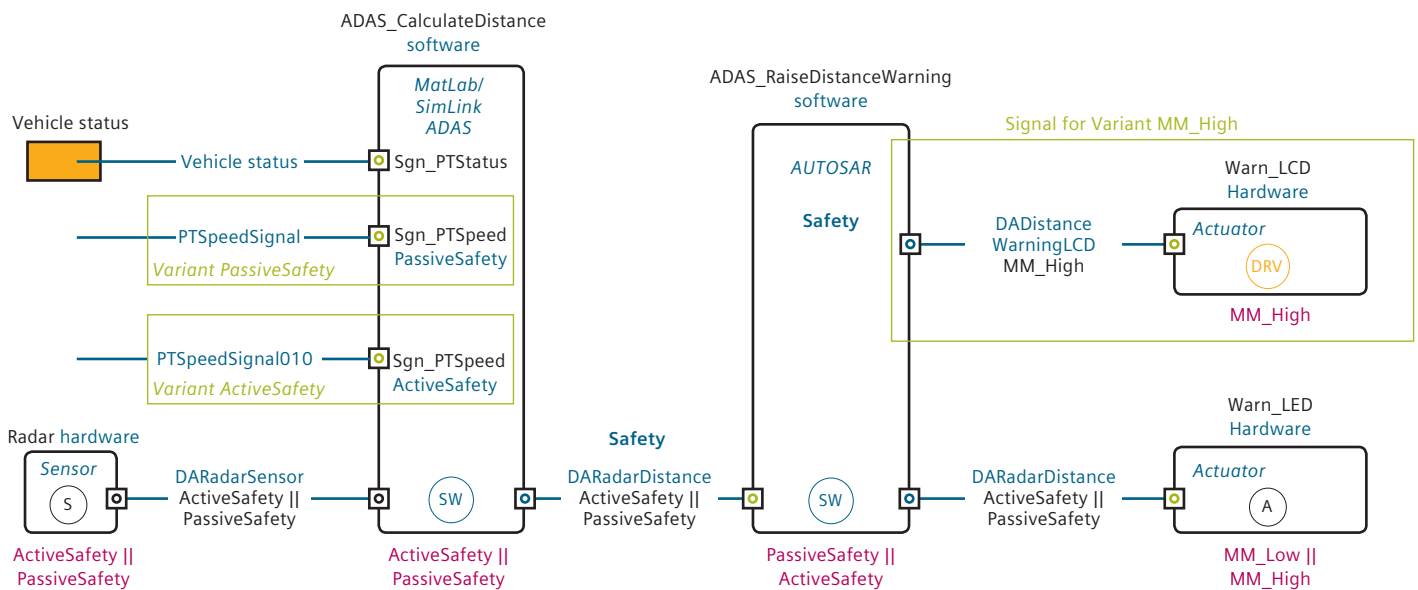 ADAS_CalculateDistance
software
MatLab/
SimLink
ADAS
Vehicle status
Vehicle status
Sgn_PTStatus
PTSpeedSignal
Sgn_PTSpeed
PassiveSafety
Variant PassiveSafety
PTSpeedSignal010
Sgn_PTSpeed
ActiveSafety
Variant ActiveSafety
Radar hardware
Sensor
S
ActiveSafety ||
PassiveSafety
DARadarSensor
ActiveSafety ||
PassiveSafety
SW
ActiveSafety ||
PassiveSafety
Safety
DARadarDistance
ActiveSafety ||
PassiveSafety
ADAS_RaiseDistanceWarning
software
AUTOSAR
Safety
SW
PassiveSafety ||
ActiveSafety
Signal for Variant MM_High
DADistance
WarningLCD
MM_High
Warn_LCD
Hardware
Actuator
DRV
MM_High
DARadarDistance
ActiveSafety ||
PassiveSafety
Warn_LED
Hardware
Actuator
A
MM_Low ||
MM_High